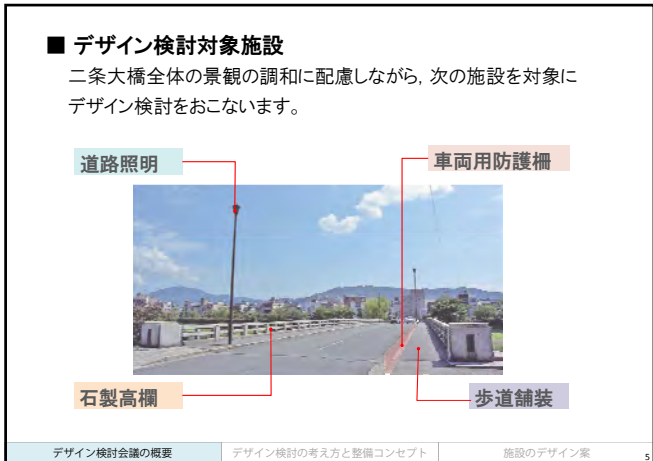 ■ デザイン検討対象施設
二条大橋全体の景観の調和に配慮しながら, 次の施設を対象に
デザイン検討をおこないます。
道路照明
車両用防護柵
石製高欄
歩道舗装
デザイン検討会議の概要
デザイン検討の考え方と整備コンセプト
施設のデザイン案
5